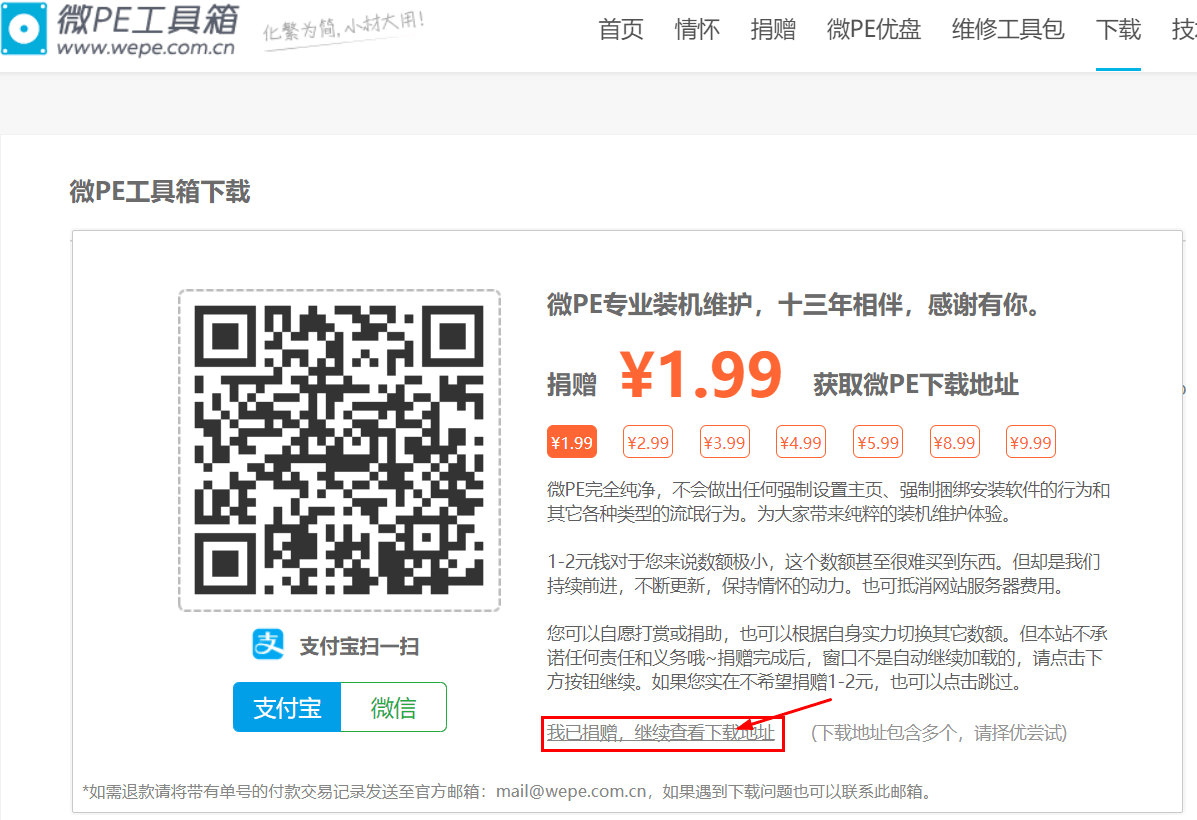 微PE工具箱
www.wepe.com.cn
化繁为简,小材大用!
首页 情怀 捐赠 微PE优盘 维修工具包 下载 技
微PE工具箱下载
微PE专业装机维护，十三年相伴，感谢有你。
捐赠 ¥1.99 获取微PE下载地址
¥1.99 ¥2.99 ¥3.99 ¥4.99 ¥5.99 ¥8.99 ¥9.99
微PE完全纯净，不会做出任何强制设置主页、强制捆绑安装软件的行为和
其它各种类型的流氓行为。为大家带来纯粹的装机维护体验。
1-2元钱对于您来说数额极小，这个数额甚至很难买到东西。但却是我们
持续前进，不断更新，保持情怀的动力。也可抵消网站服务器费用。
您可以自愿打赏或捐助，也可以根据自身实力切换其它数额。但本站不承
诺任何责任和义务哦~捐赠完成后，窗口不是自动继续加载的，请点击下
方按钮继续。如果您实在不希望捐赠1-2元，也可以点击跳过。
支 支付宝扫一扫
支付宝 微信
我已捐赠，继续查看下载地址 (下载地址包含多个，请择优尝试)
*如需退款请将带有单号的付款交易记录发送至官方邮箱：mail@wepe.com.cn，如果遇到下载问题也可以联系此邮箱。